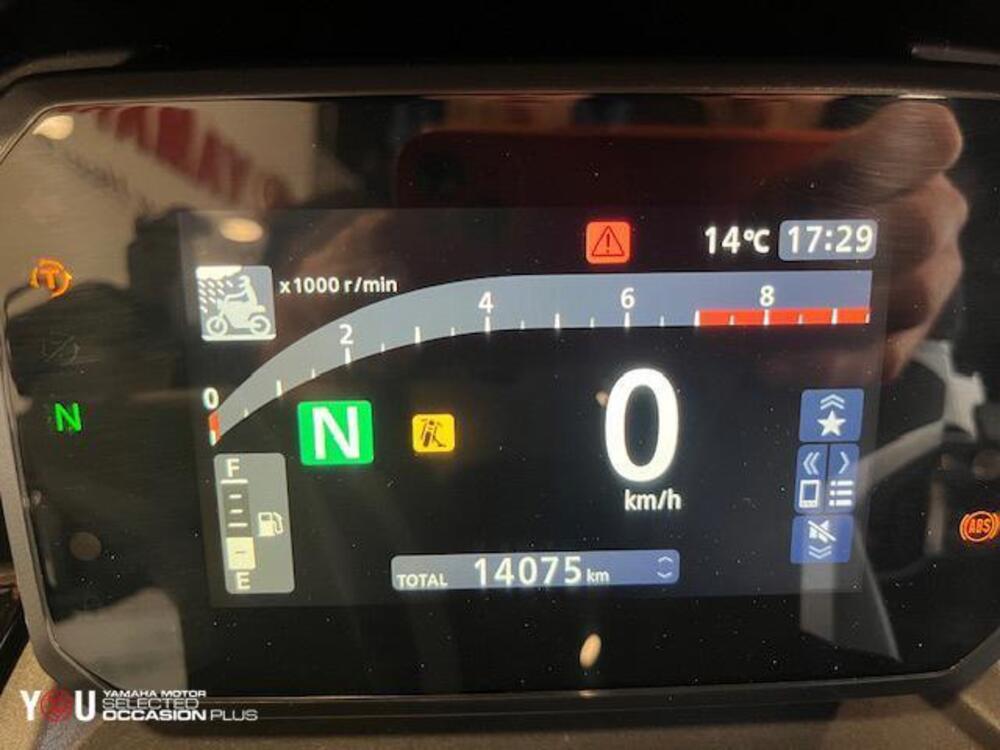 14°C 17:29
x1000 r/min
0 2 4 6 8
N
N
0
km/h
F
E
TOTAL 14075 km
T
ABS
YOU YAMAHA MOTOR
SELECTED
OCCASION PLUS